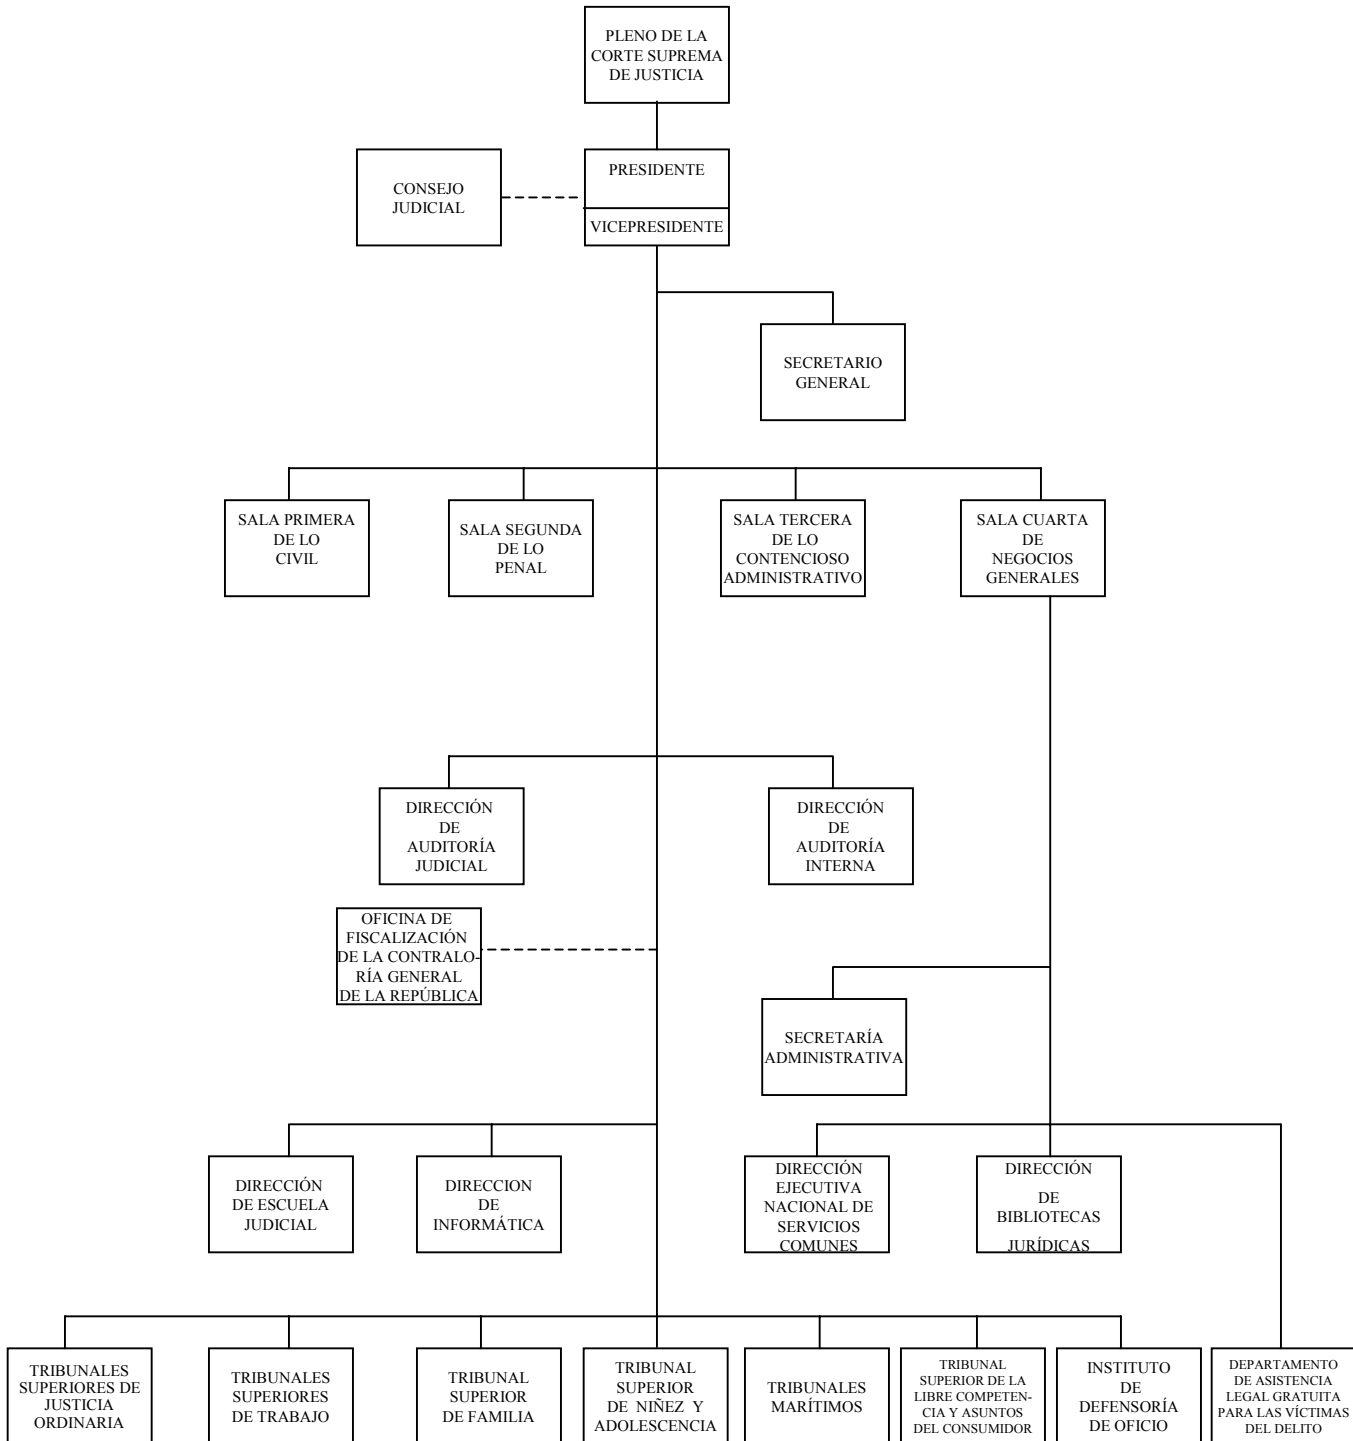 PLENO DE LA
CORTE SUPREMA
DE JUSTICIA
CONSEJO
JUDICIAL
PRESIDENTE
VICEPRESIDENTE
SECRETARIO
GENERAL
SALA PRIMERA
DE LO
CIVIL
SALA SEGUNDA
DE LO
PENAL
SALA TERCERA
DE LO
CONTENCIOSO
ADMINISTRATIVO
SALA CUARTA
DE
NEGOCIOS
GENERALES
DIRECCIÓN
DE
AUDITORÍA
JUDICIAL
DIRECCIÓN
DE
AUDITORÍA
INTERNA
OFICINA DE
FISCALIZACIÓN
DE LA CONTRALO-
RÍA GENERAL
DE LA REPÚBLICA
SECRETARÍA
ADMINISTRATIVA
DIRECCIÓN
DE ESCUELA
JUDICIAL
DIRECCION
DE
INFORMÁTICA
DIRECCIÓN
EJECUTIVA
NACIONAL DE
SERVICIOS
COMUNES
DIRECCIÓN
DE
BIBLIOTECAS
JURÍDICAS
TRIBUNALES
SUPERIORES DE
JUSTICIA
ORDINARIA
TRIBUNALES
SUPERIORES
DE TRABAJO
TRIBUNAL
SUPERIOR
DE FAMILIA
TRIBUNAL
SUPERIOR
DE NIÑEZ Y
ADOLESCENCIA
TRIBUNALES
MARÍTIMOS
TRIBUNAL
SUPERIOR DE LA
LIBRE COMPETEN-
CIA Y ASUNTOS
DEL CONSUMIDOR
INSTITUTO
DE
DEFENSORÍA
DE OFICIO
DEPARTAMENTO
DE ASISTENCIA
LEGAL GRATUITA
PARA LAS VÍCTIMAS
DEL DELITO